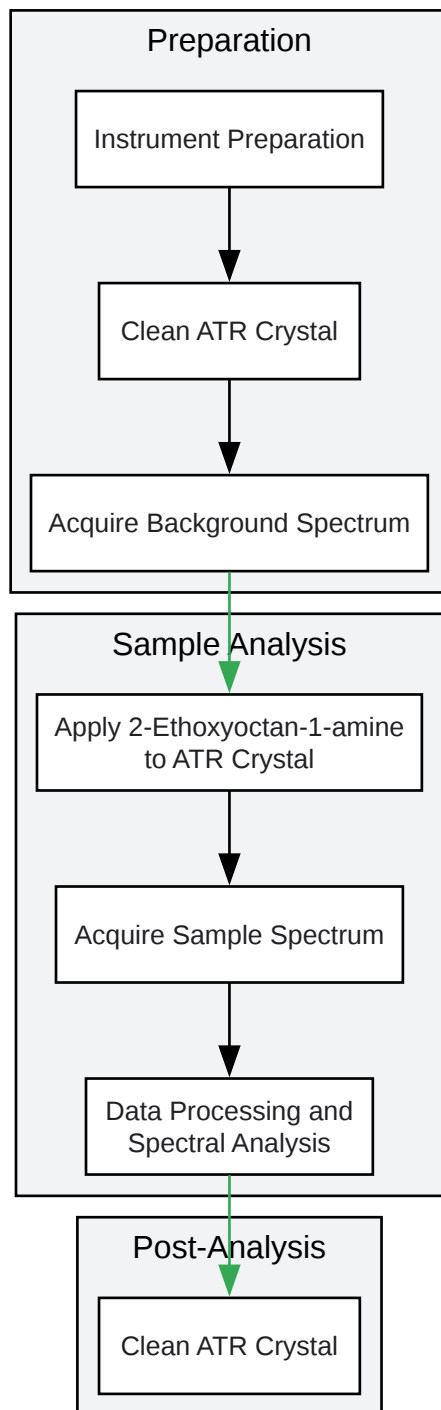 Preparation
Instrument Preparation
Clean ATR Crystal
Acquire Background Spectrum
Sample Analysis
Apply 2-Ethoxyoctan-1-amine
to ATR Crystal
Acquire Sample Spectrum
Data Processing and
Spectral Analysis
Post-Analysis
Clean ATR Crystal